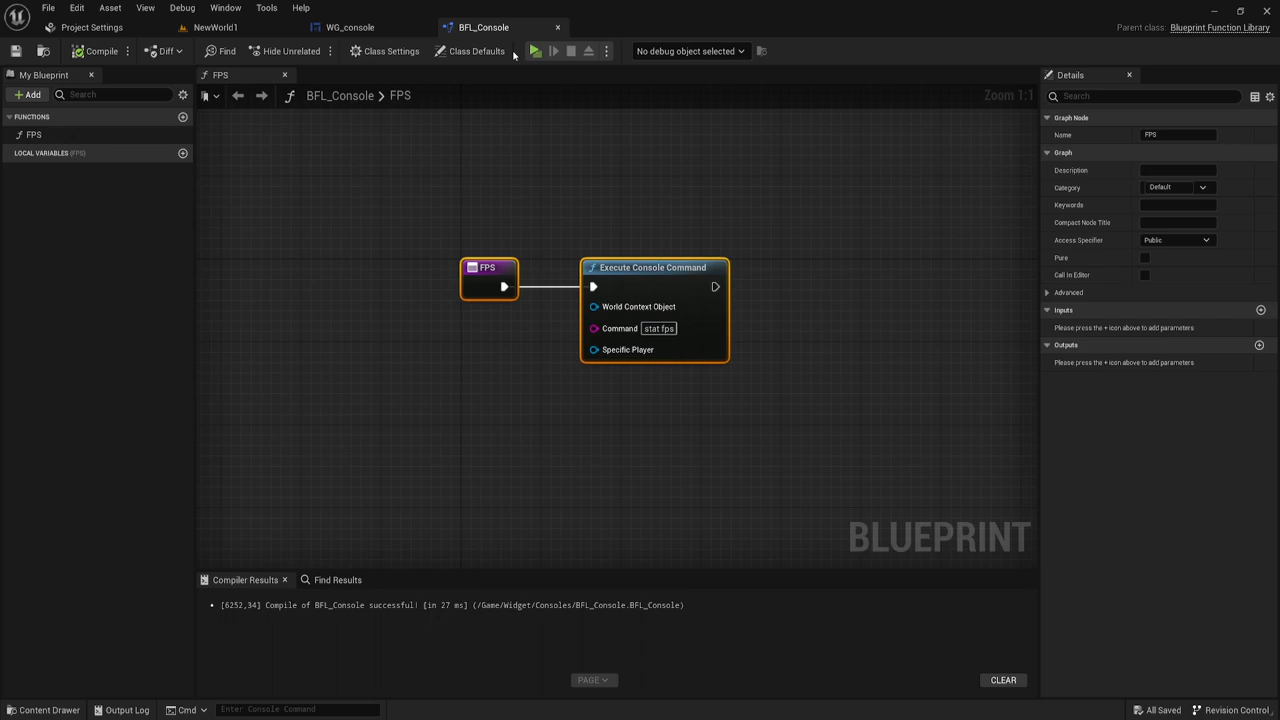 File Edit Asset View Debug Window Tools Help
Project Settings NewWorld1 WG_console BFL_Console Parent class: Blueprint Function Library
Compile Diff Find Hide Unrelated Class Settings Class Defaults No debug object selected
My Blueprint FPS Details
Add Search BFL_Console > FPS Zoom 1:1 Search
FUNCTIONS
FPS
LOCAL VARIABLES (FPS)
FPS
Execute Console Command
World Context Object
Command stat fps
Specific Player
BLUEPRINT
Graph Node
Name FPS
Graph
Description
Category Default
Keywords
Compact Node Title
Access Specifier Public
Pure
Call In Editor
Advanced
Inputs
Please press the + icon above to add parameters
Outputs
Please press the + icon above to add parameters
Compiler Results Find Results
[6252,34] Compile of BFL_Console successful! [in 27 ms] (/Game/Widget/Consoles/BFL_Console.BFL_Console)
PAGE CLEAR
Content Drawer Output Log Cmd Enter Console Command All Saved Revision Control